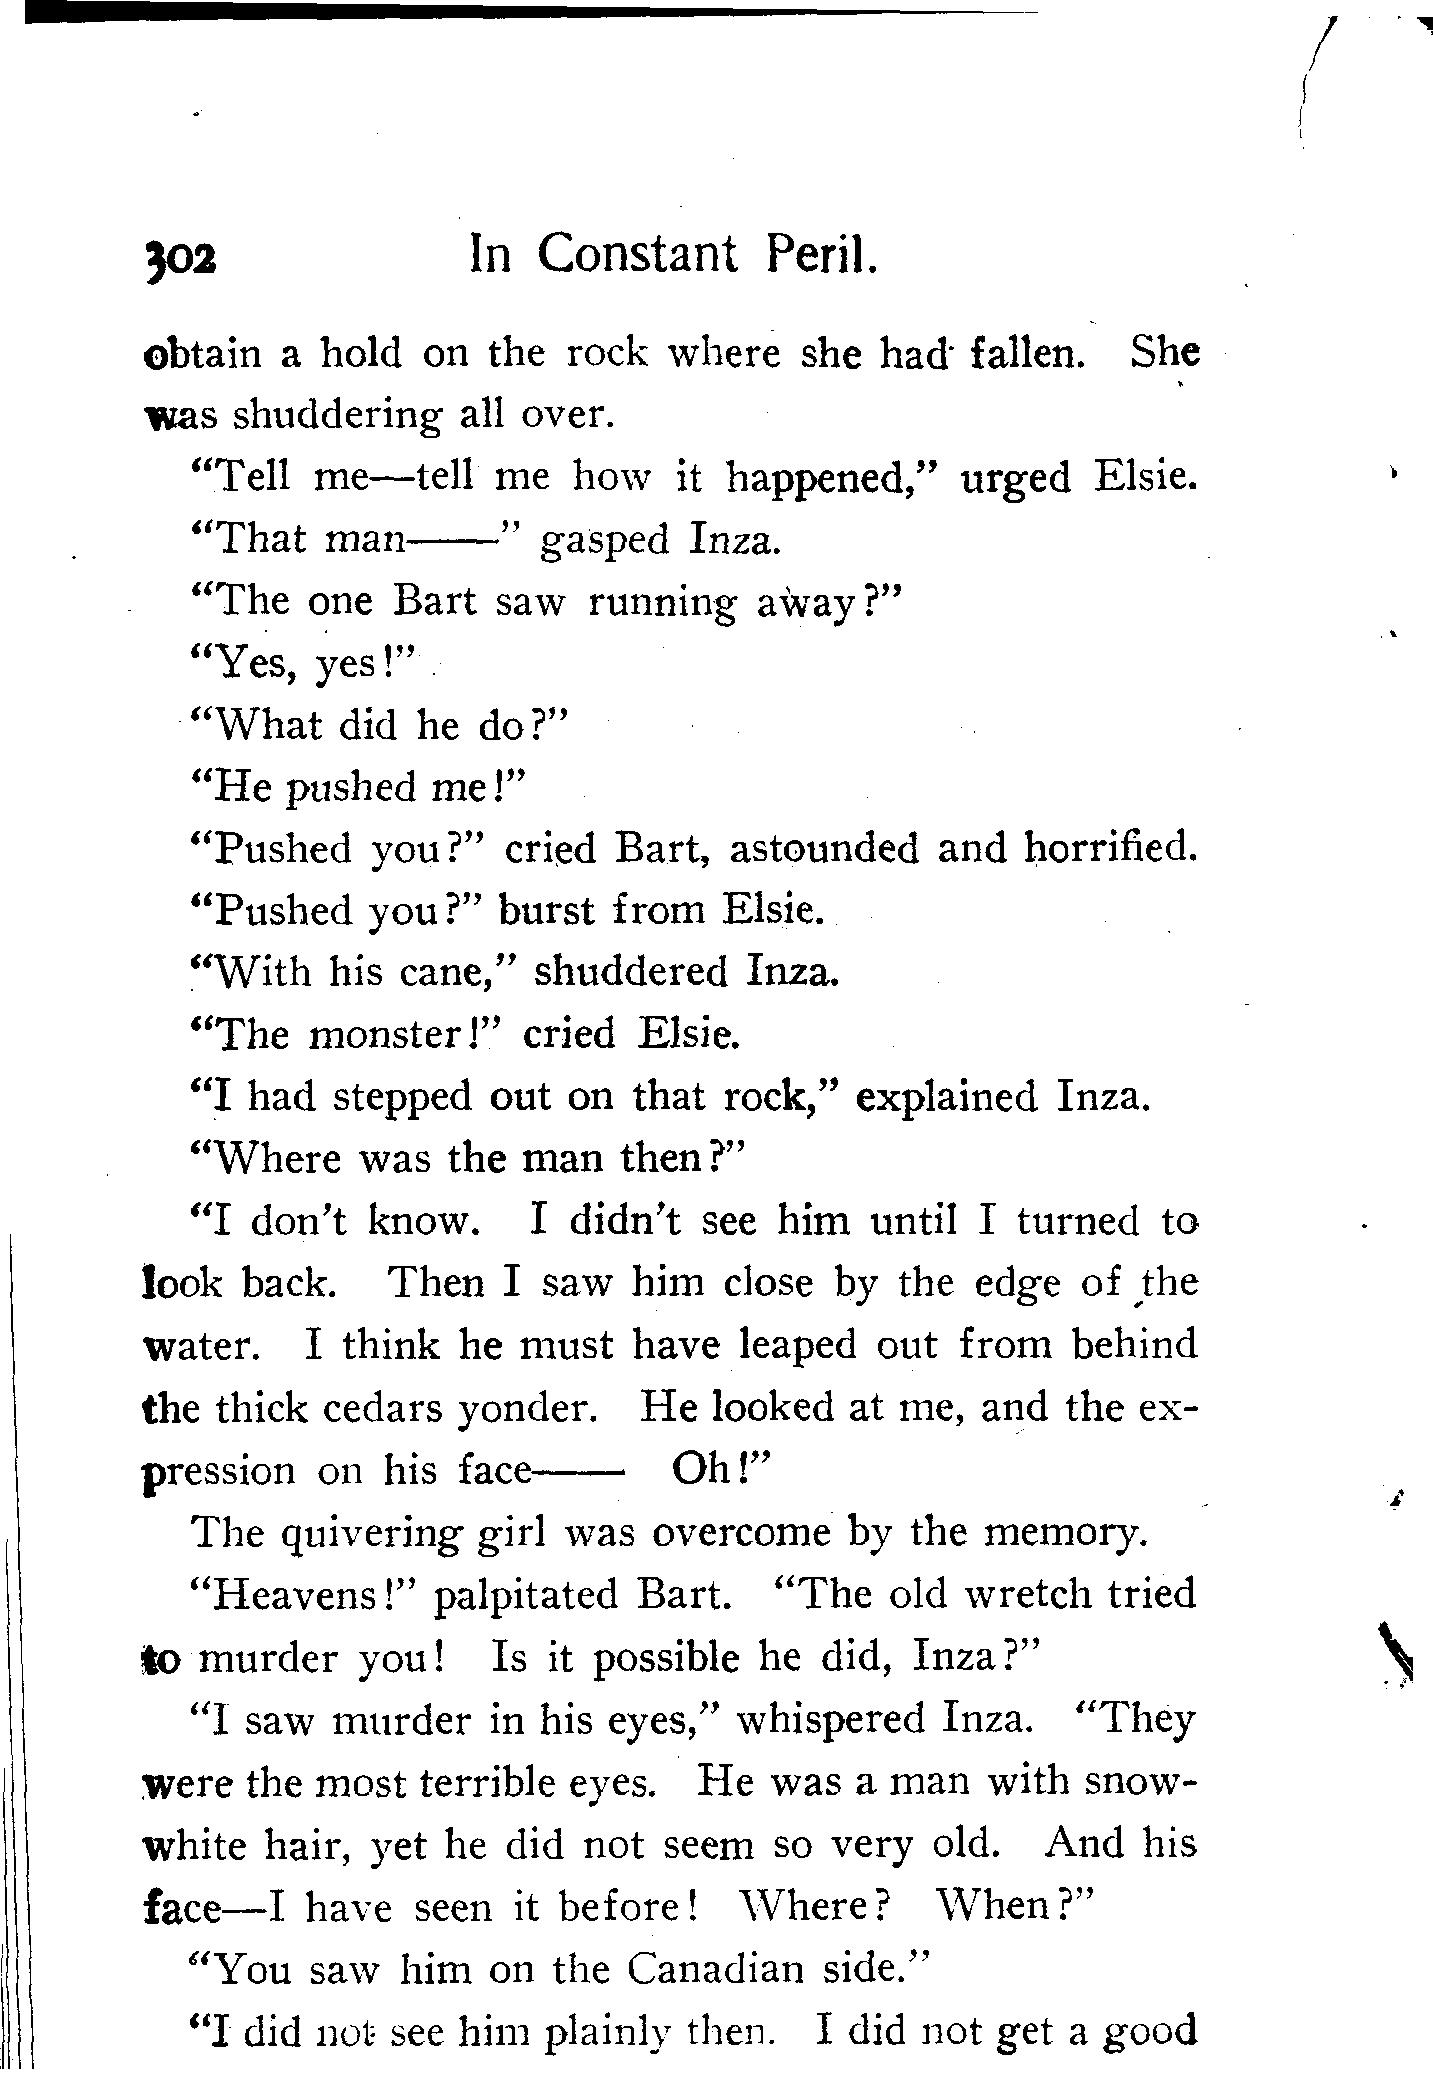 302 In Constant Peril.
obtain a hold on the rock where she had fallen. She
was shuddering all over.
“Tell me—tell me how it happened,” urged Elsie.
“That man——” gasped Inza.
“The one Bart saw running away?”
“Yes, yes!”
“What did he do?”
“He pushed me!”
“Pushed you?” cried Bart, astounded and horrified.
“Pushed you?” burst from Elsie.
“With his cane,” shuddered Inza.
“The monster!” cried Elsie.
“I had stepped out on that rock,” explained Inza.
“Where was the man then?”
“I don’t know. I didn’t see him until I turned to
look back. Then I saw him close by the edge of the
water. I think he must have leaped out from behind
the thick cedars yonder. He looked at me, and the ex-
pression on his face—— Oh!”
The quivering girl was overcome by the memory.
“Heavens!” palpitated Bart. “The old wretch tried
to murder you! Is it possible he did, Inza?”
“I saw murder in his eyes,” whispered Inza. “They
were the most terrible eyes. He was a man with snow-
white hair, yet he did not seem so very old. And his
face—I have seen it before! Where? When?”
“You saw him on the Canadian side.”
“I did not see him plainly then. I did not get a good